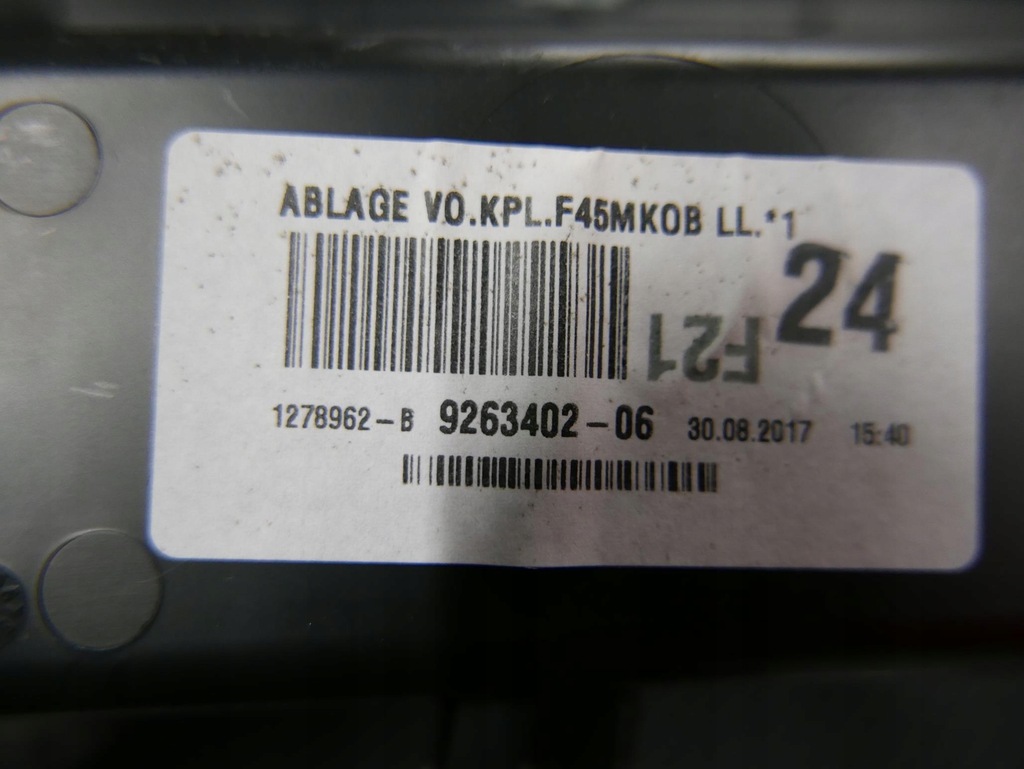 ABLAGE VO.KPL.F45MKOB LL.*1
24
F21
1278962-B 9263402-06 30.08.2017 15:40